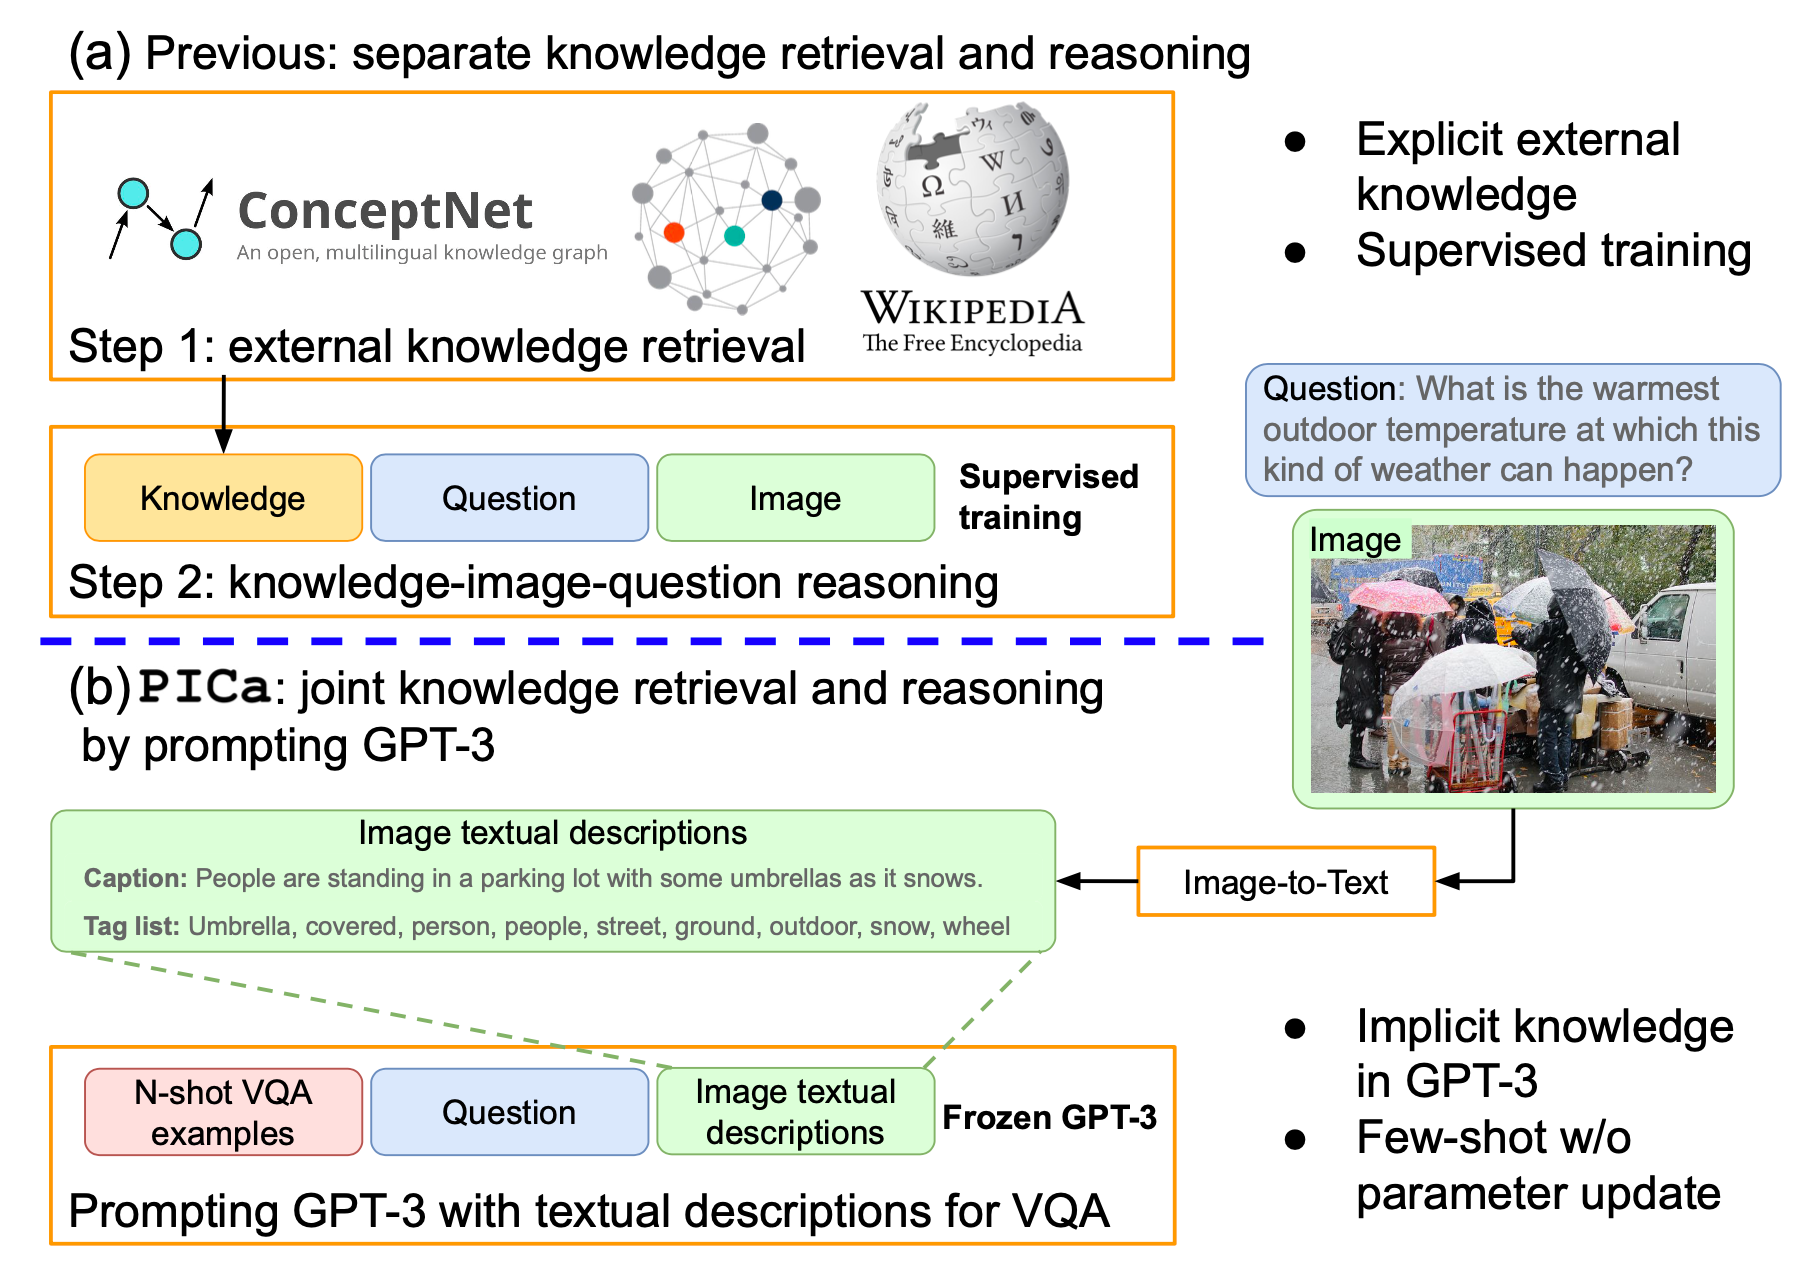 (a) Previous: separate knowledge retrieval and reasoning
ConceptNet
An open, multilingual knowledge graph
WIKIPEDIA
The Free Encyclopedia
Step 1: external knowledge retrieval
● Explicit external
knowledge
● Supervised training
Knowledge
Question
Image
Supervised
training
Step 2: knowledge-image-question reasoning
Question: What is the warmest
outdoor temperature at which this
kind of weather can happen?
Image
(b) PICa: joint knowledge retrieval and reasoning
by prompting GPT-3
Image textual descriptions
Caption: People are standing in a parking lot with some umbrellas as it snows.
Tag list: Umbrella, covered, person, people, street, ground, outdoor, snow, wheel
Image-to-Text
N-shot VQA
examples
Question
Image textual
descriptions
Frozen GPT-3
Prompting GPT-3 with textual descriptions for VQA
● Implicit knowledge
in GPT-3
● Few-shot w/o
parameter update